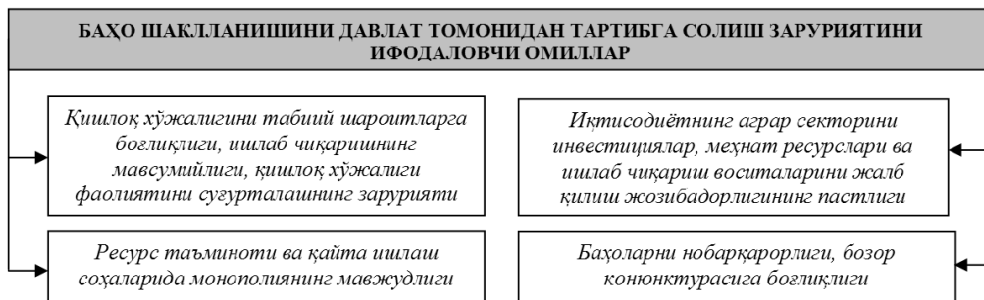 БАҲО ШАКЛЛАНИШИНИ ДАВЛАТ ТОМОНИДАН ТАРТИБГА СОЛИШ ЗАРУРИЯТИНИ
ИФОДАЛОВЧИ ОМИЛЛАР
Қишлоқ хўжалигини табиий шароитларга
боғлиқлиги, ишлаб чиқаришнинг
мавсумийлиги, қишлоқ хўжалиги
фаолиятини суғурталашнинг зарурияти
Иқтисодиётнинг аграр секторини
инвестициялар, меҳнат ресурслари ва
ишлаб чиқариш воситаларини жалб
қилиш жозибадорлигининг пастлиги
Ресурс таъминоти ва қайта ишлаш
соҳаларида монополиянинг мавжудлиги
Баҳоларни нобарқарорлиги, бозор
конюнктурасига боғлиқлиги